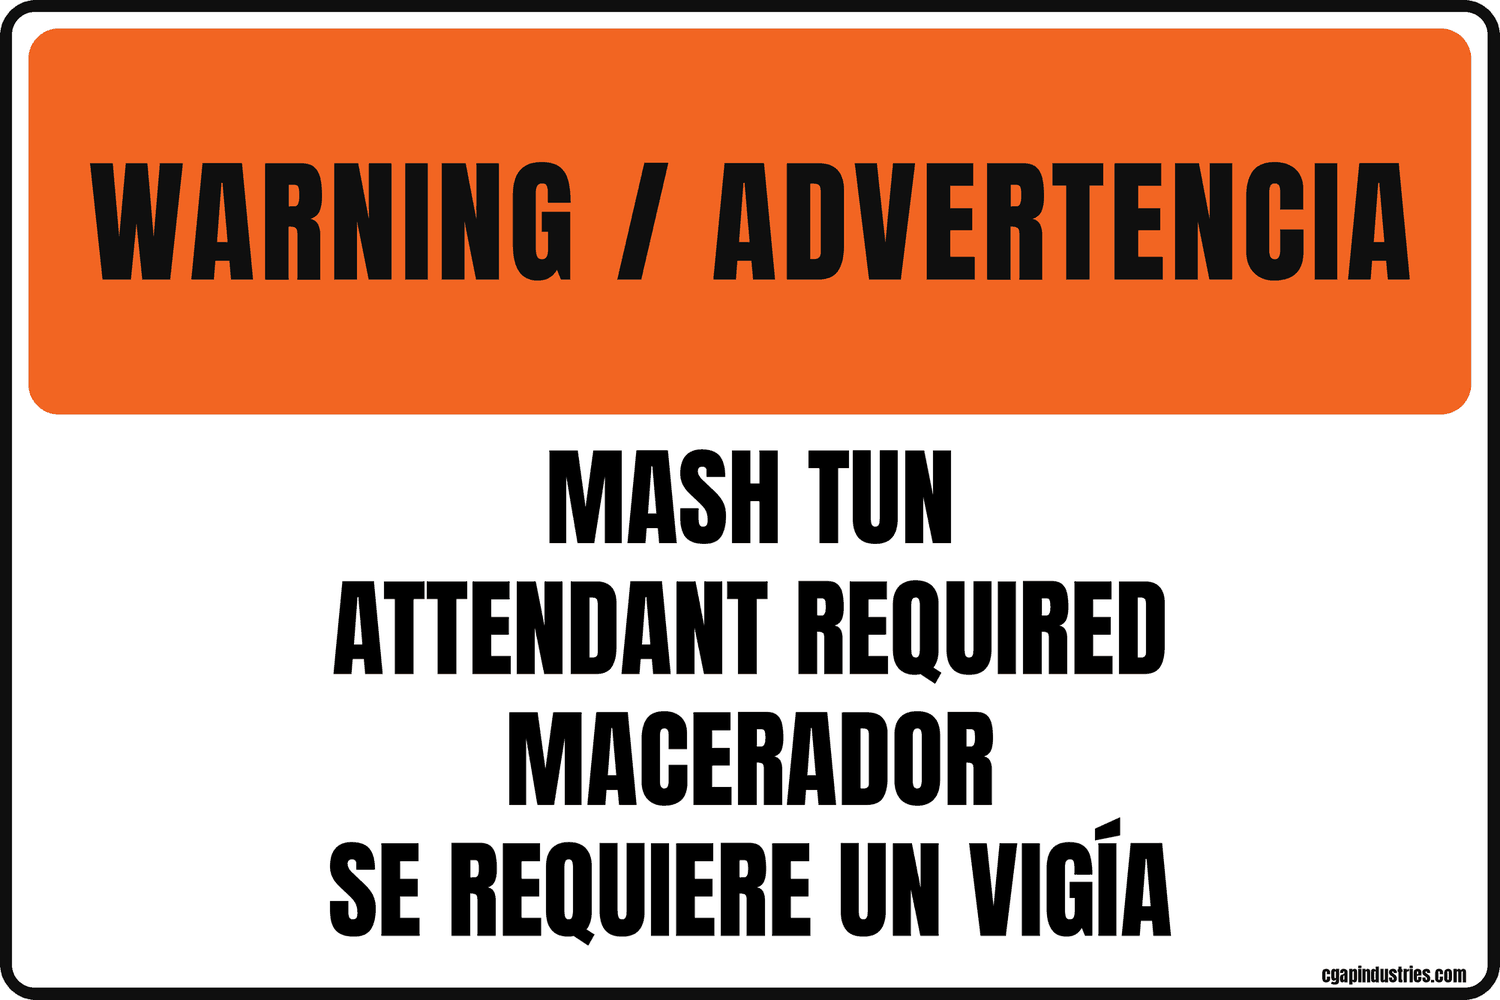 WARNING / ADVERTENCIA
MASH TUN
ATTENDANT REQUIRED
MACERADOR
SE REQUIERE UN VIGÍA
cgapindustries.com